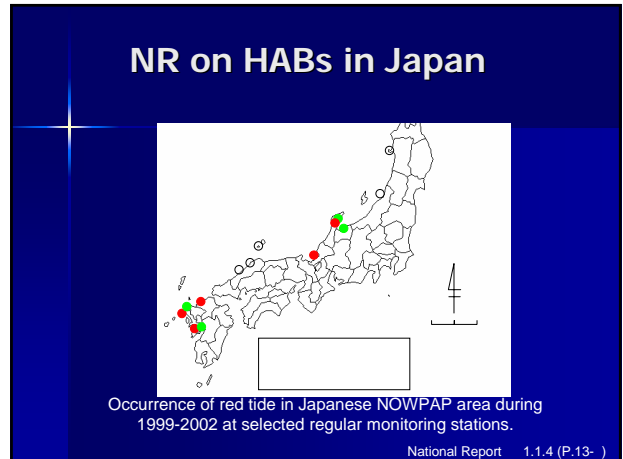 NR on HABs in Japan
Occurrence of red tide in Japanese NOWPAP area during
1999-2002 at selected regular monitoring stations.
National Report 1.1.4 (P.13- )